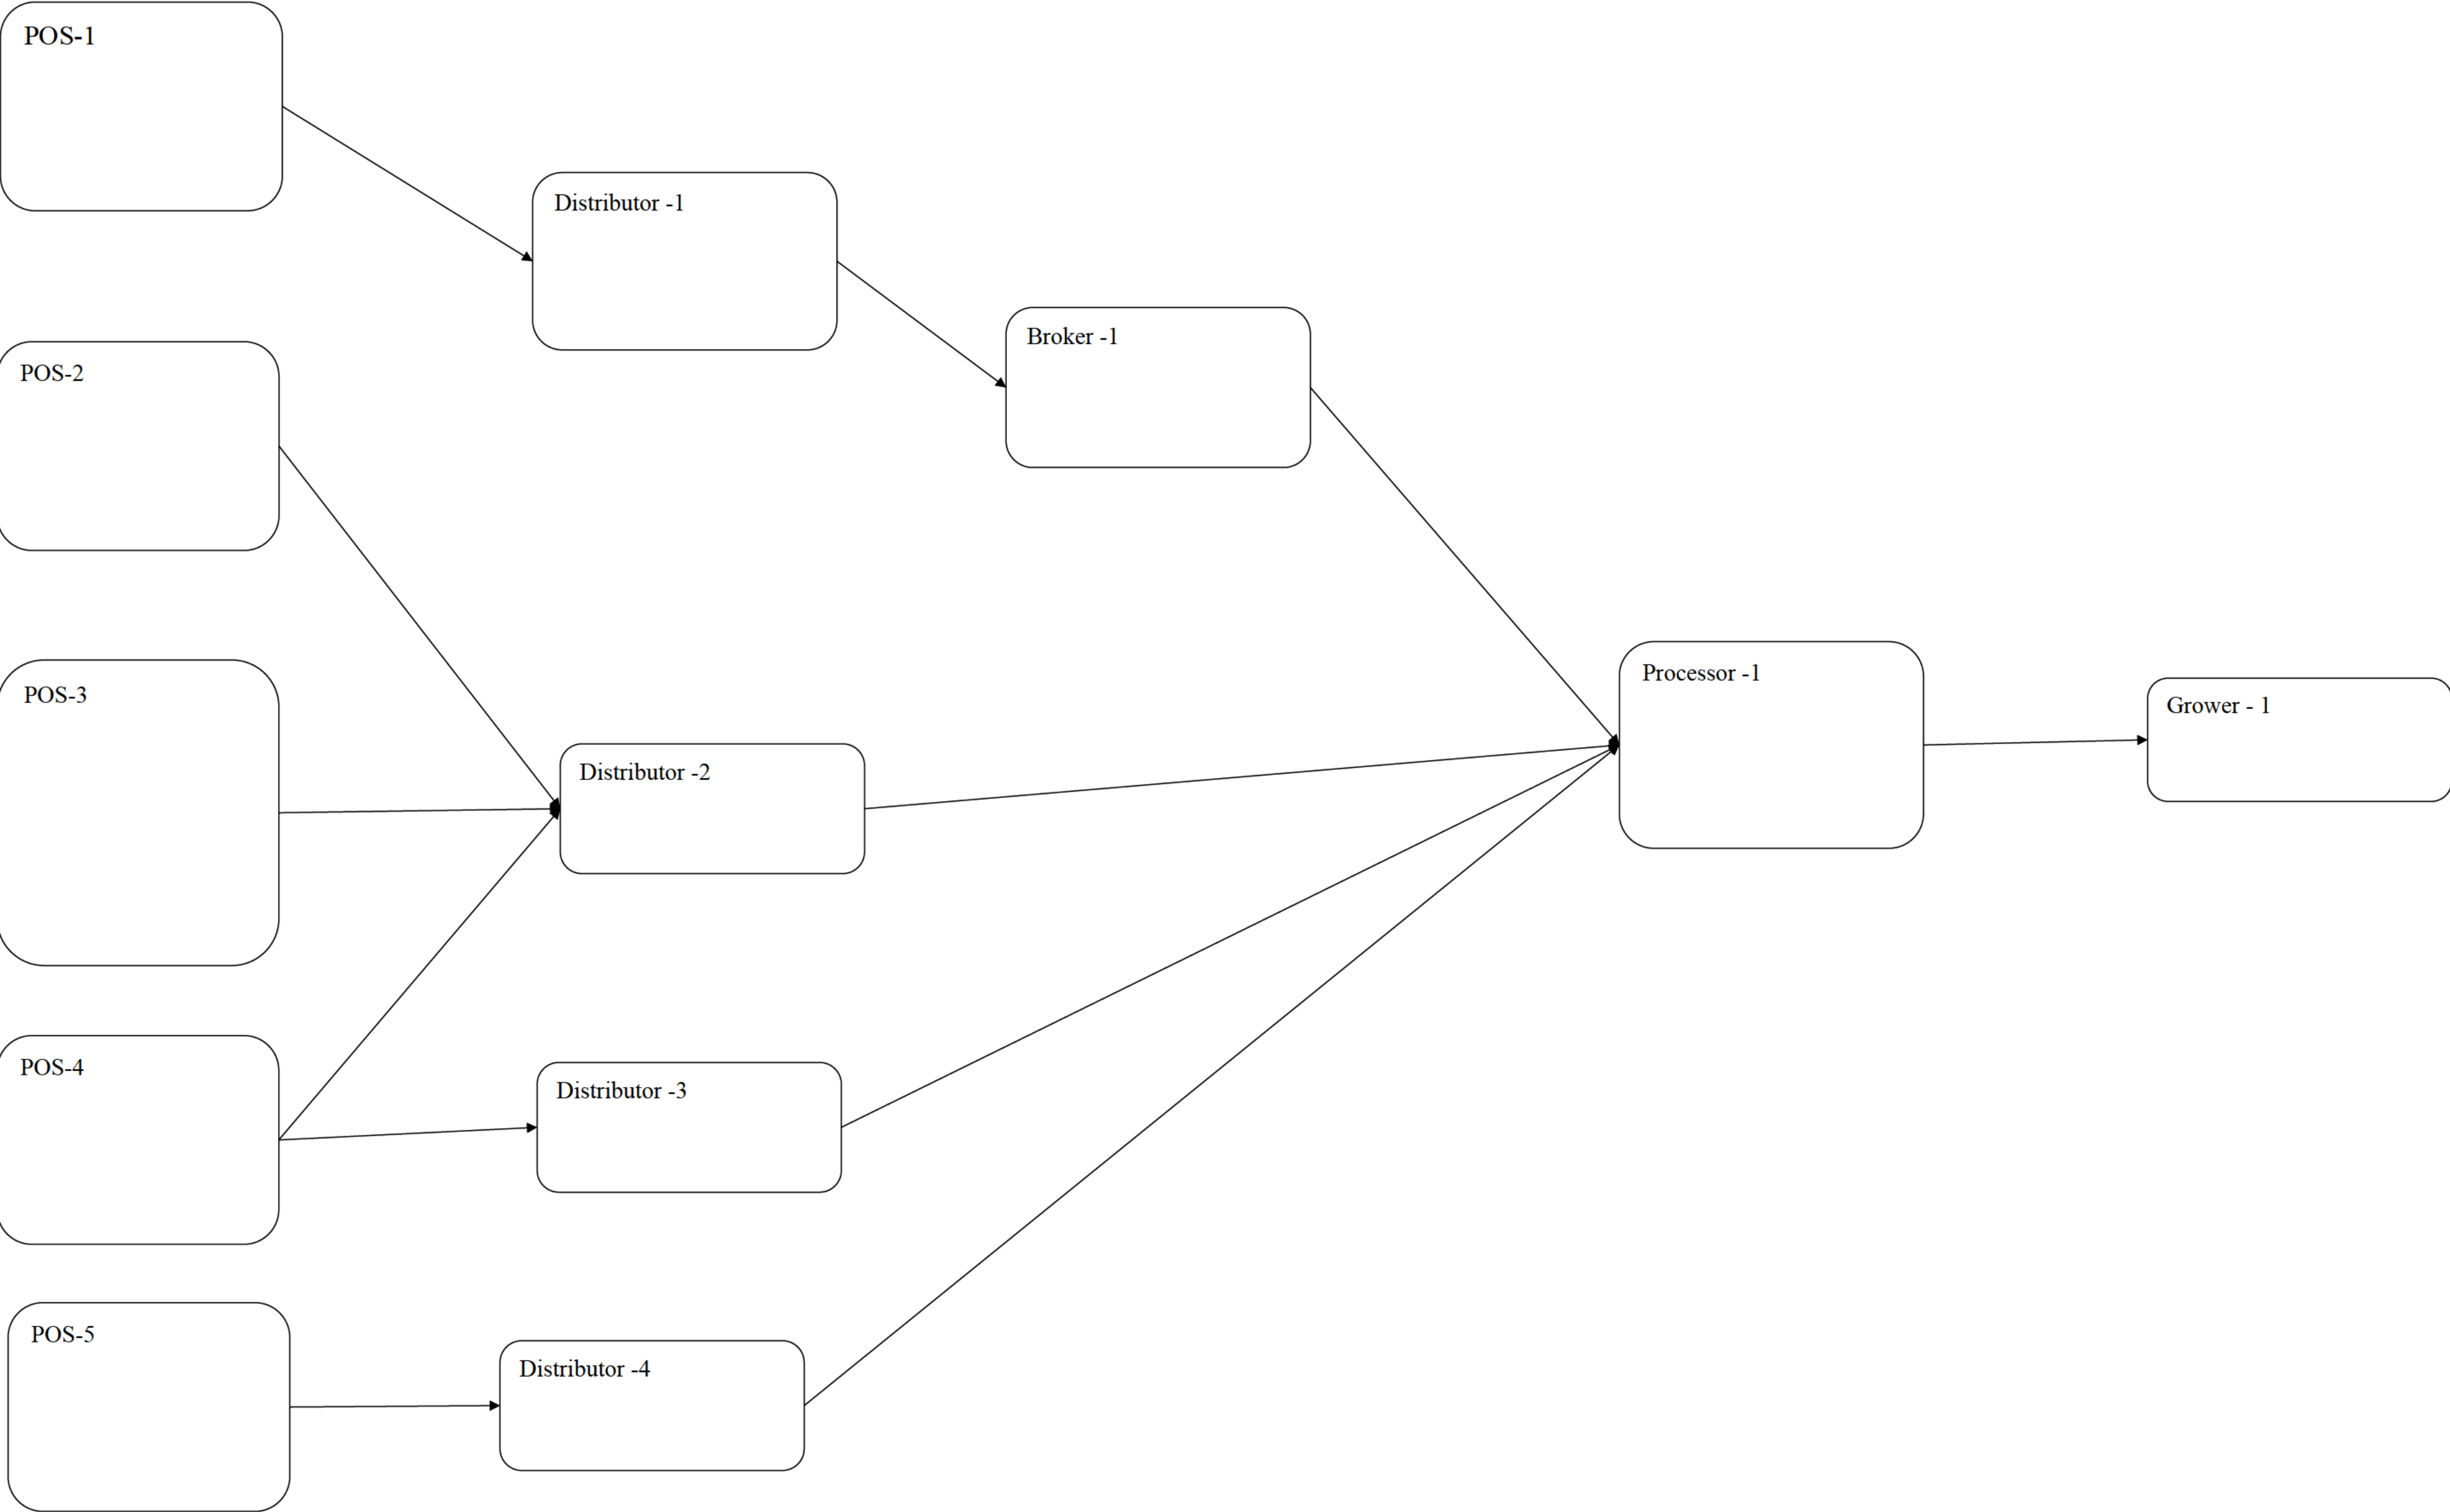 POS-1
Distributor -1
Broker -1
POS-2
POS-3
Distributor -2
Processor -1
Grower - 1
POS-4
Distributor -3
POS-5
Distributor -4